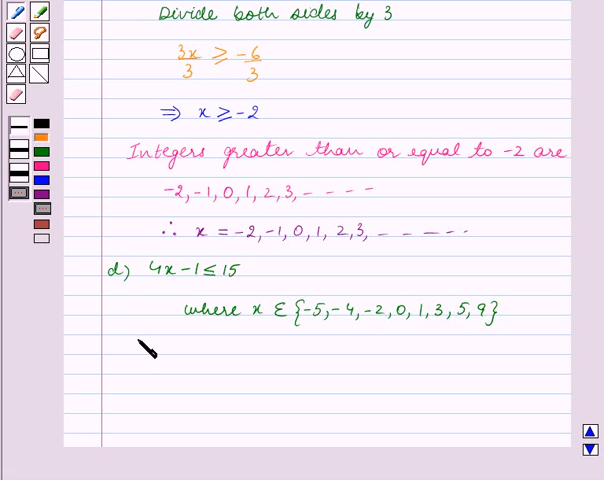 Divide both sides by 3
3x/3 ≥ -6/3
⇒ x ≥ -2
Integers greater than or equal to -2 are
-2, -1, 0, 1, 2, 3, - - - -
∴ x = -2, -1, 0, 1, 2, 3, - - - - - -
d) 4x - 1 ≤ 15
where x ∈ {-5, -4, -2, 0, 1, 3, 5, 9}